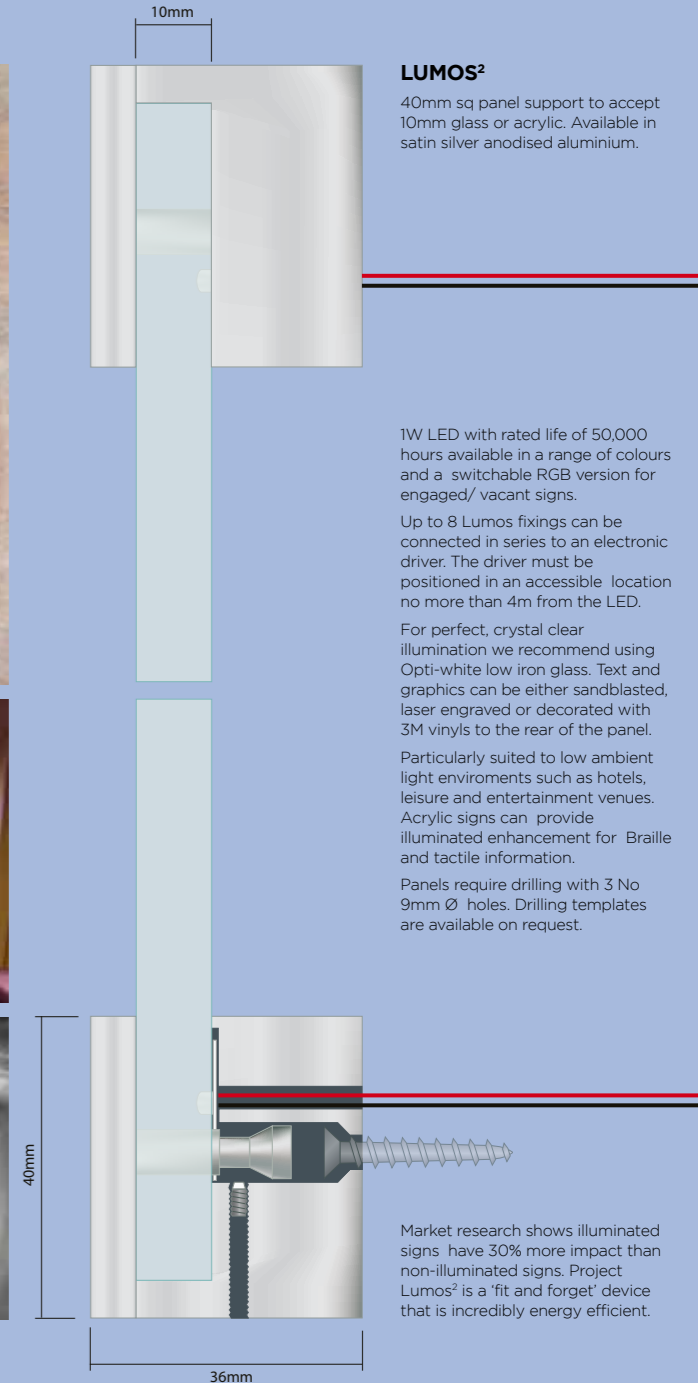 10mm
LUMOS²
40mm sq panel support to accept
10mm glass or acrylic. Available in
satin silver anodised aluminium.
1W LED with rated life of 50,000
hours available in a range of colours
and a  switchable RGB version for
engaged/ vacant signs.
Up to 8 Lumos fixings can be
connected in series to an electronic
driver. The driver must be
positioned in an accessible  location
no more than 4m from the LED.
For perfect, crystal clear
illumination we recommend using
Opti-white low iron glass. Text and
graphics can be either sandblasted,
laser engraved or decorated with
3M vinyls to the rear of the panel.
Particularly suited to low ambient
light enviroments such as hotels,
leisure and entertainment venues.
Acrylic signs can  provide
illuminated enhancement for  Braille
and tactile information.
Panels require drilling with 3 No
9mm Ø  holes. Drilling templates
are available on request.
40mm
Market research shows illuminated
signs  have 30% more impact than
non-illuminated signs. Project
Lumos² is a ‘fit and forget’ device
that is incredibly energy efficient.
36mm